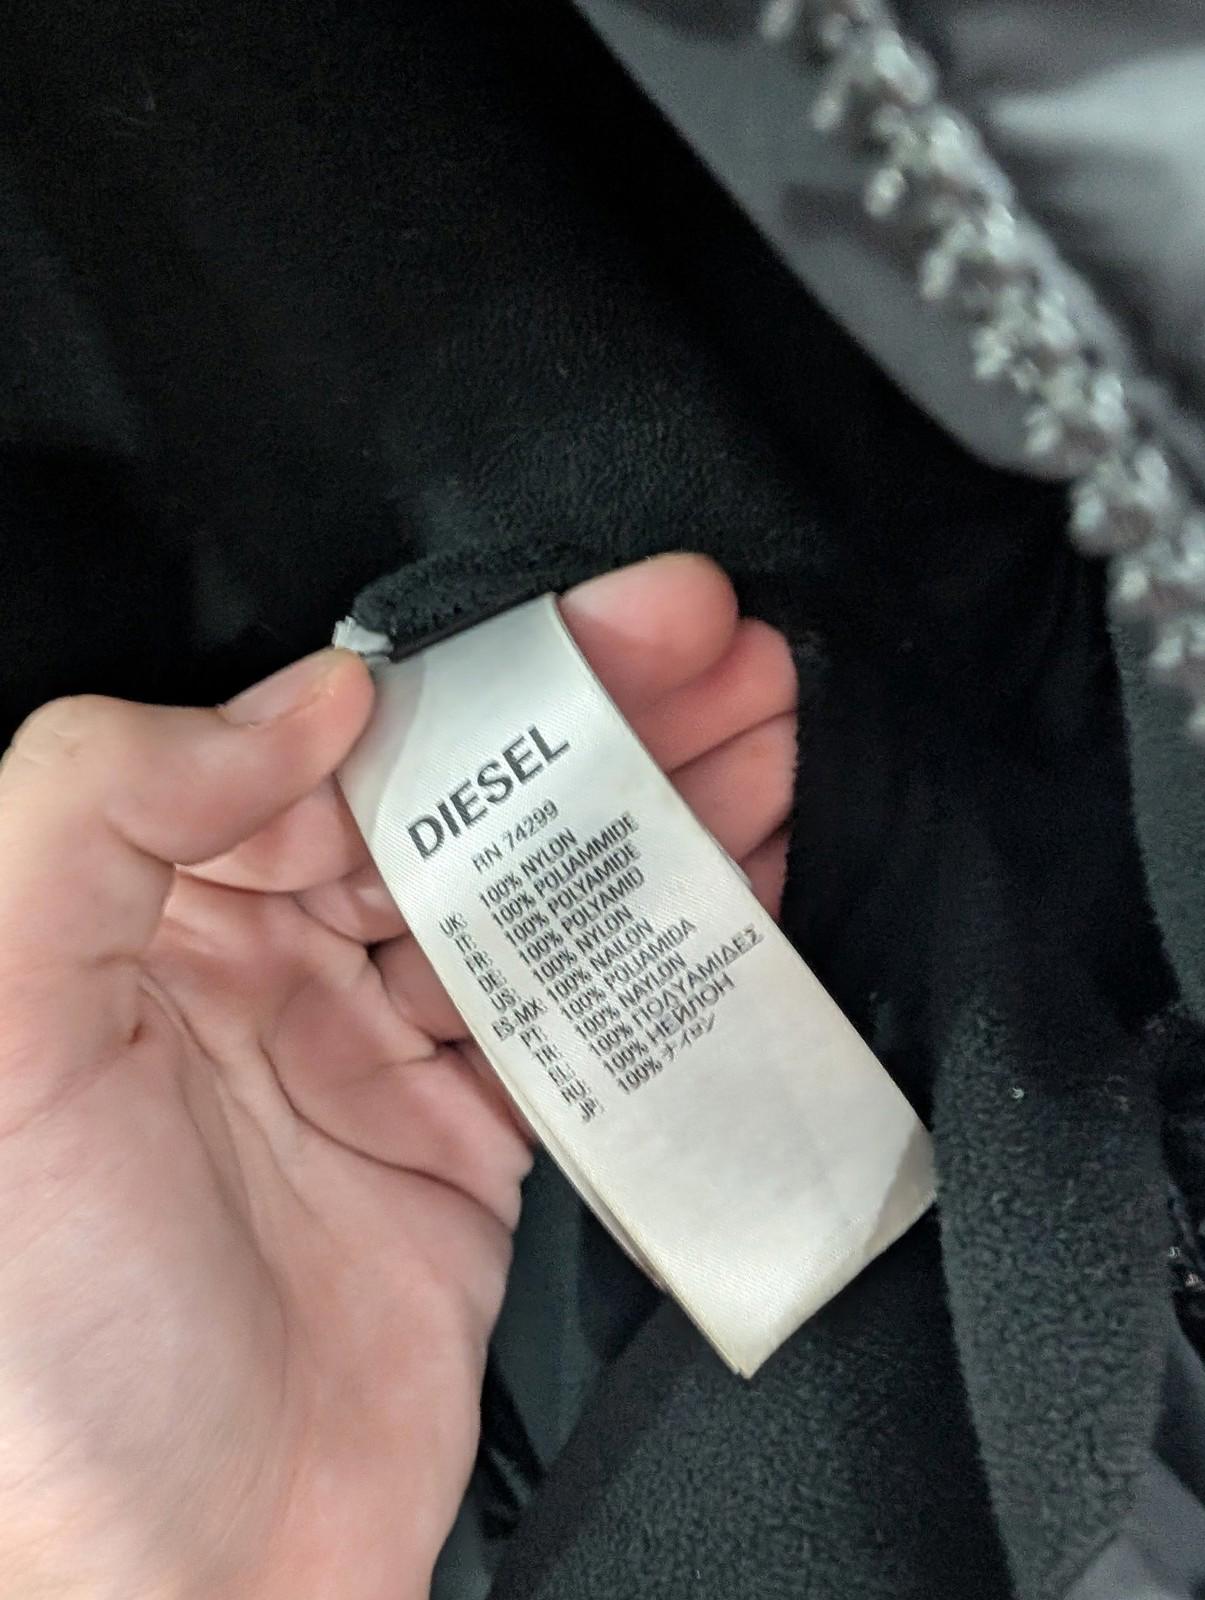 DIESEL
RN 74299
UK: 100% NYLON
IT: 100% POLIAMMIDE
FR: 100% POLYAMIDE
DE: 100% POLYAMID
US: 100% NYLON
ES-MX: 100% NAILON
PT: 100% POLIAMIDA
TR: 100% NAYLON
EL: 100% ΠΟΛΥΑΜΙΔΕΣ
RU: 100% НЕЙЛОН
JP: 100% ナイロン